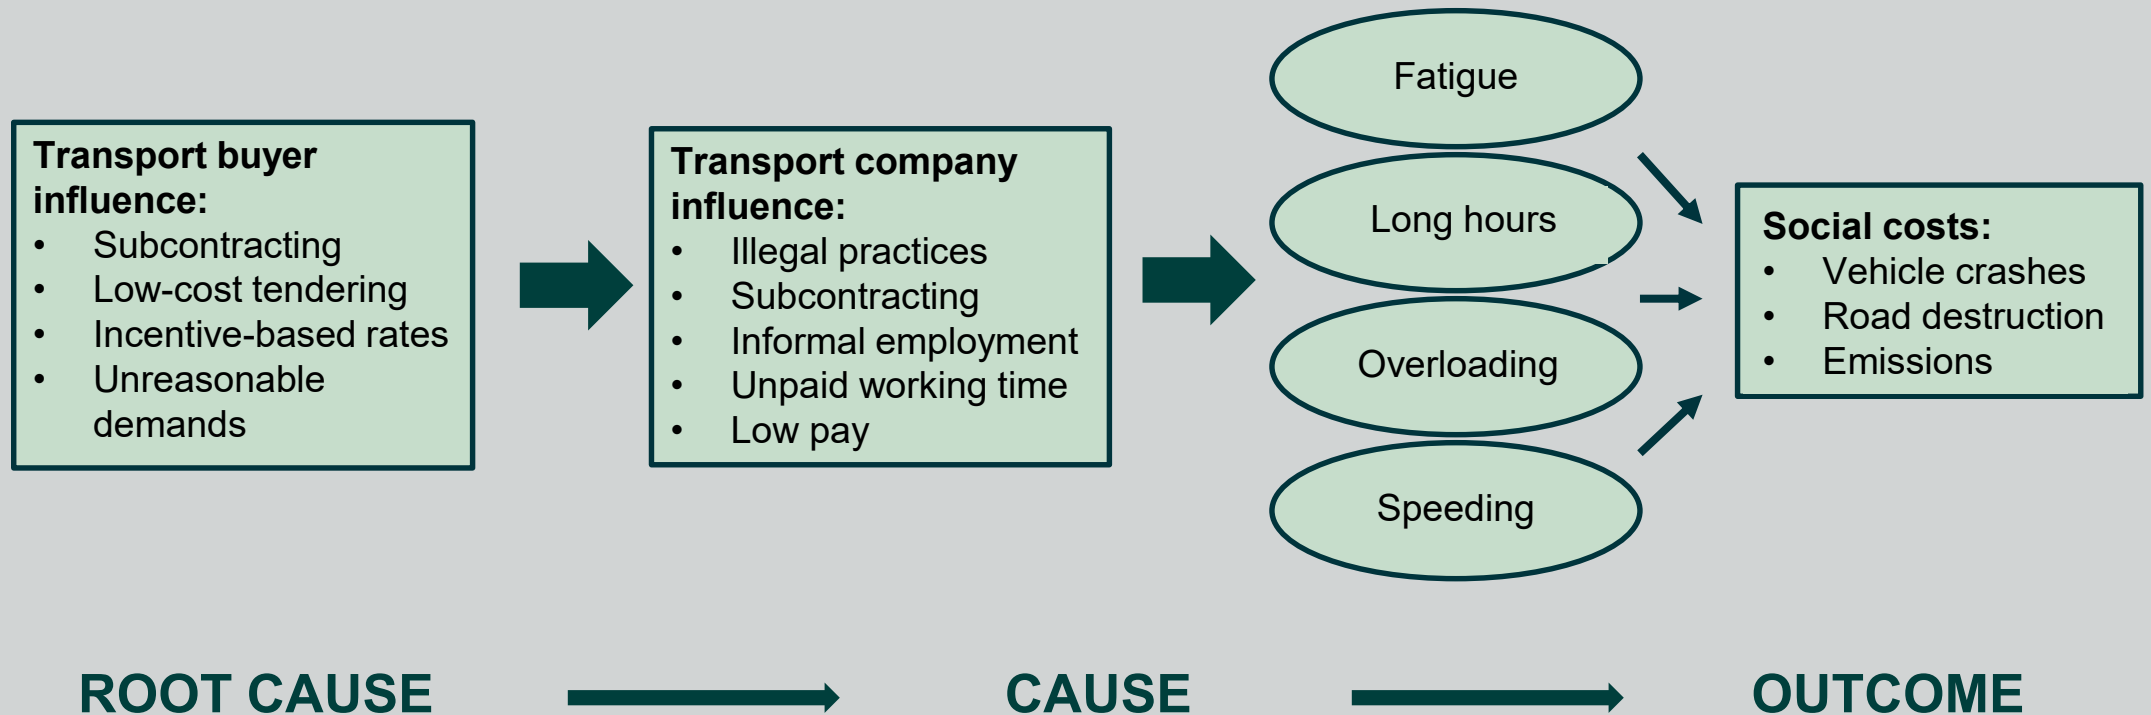 Transport buyer
influence:
• Subcontracting
• Low-cost tendering
• Incentive-based rates
• Unreasonable
demands
Transport company
influence:
• Illegal practices
• Subcontracting
• Informal employment
• Unpaid working time
• Low pay
Fatigue
Long hours
Overloading
Speeding
Social costs:
• Vehicle crashes
• Road destruction
• Emissions
ROOT CAUSE
CAUSE
OUTCOME